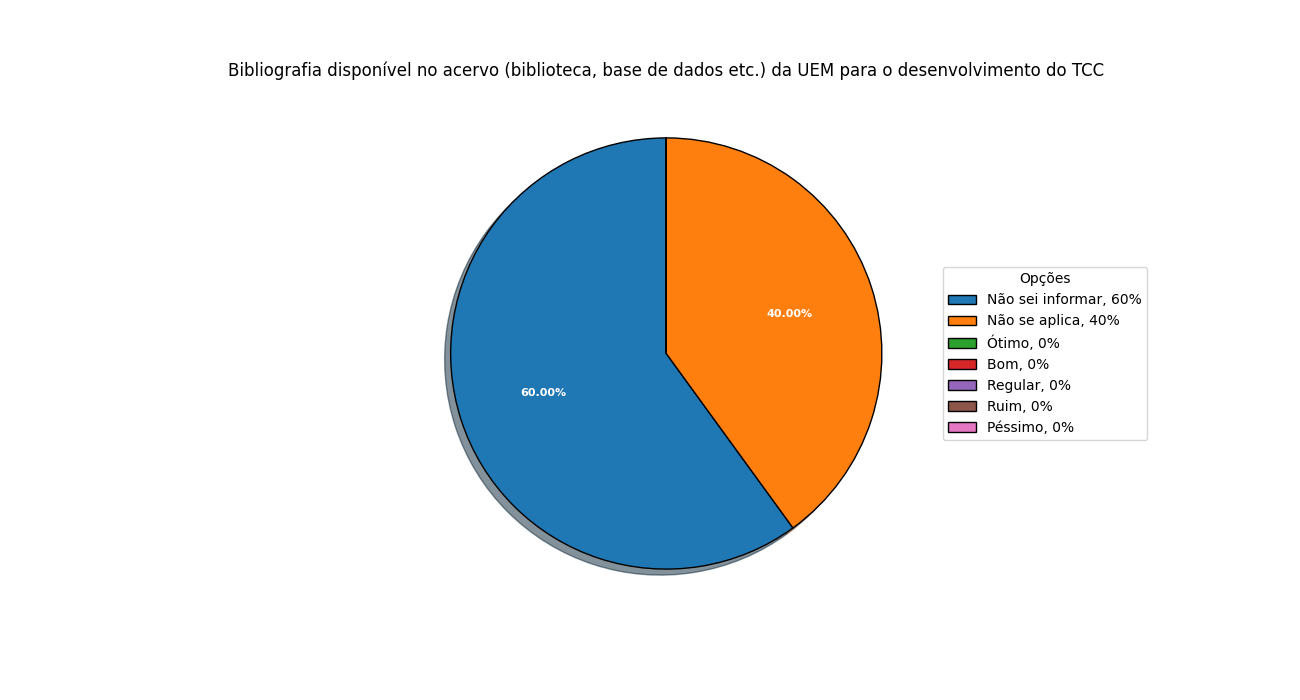 Bibliografia disponível no acervo (biblioteca, base de dados etc.) da UEM para o desenvolvimento do TCC
40.00%
60.00%
Opções
Não sei informar, 60%
Não se aplica, 40%
Ótimo, 0%
Bom, 0%
Regular, 0%
Ruim, 0%
Péssimo, 0%